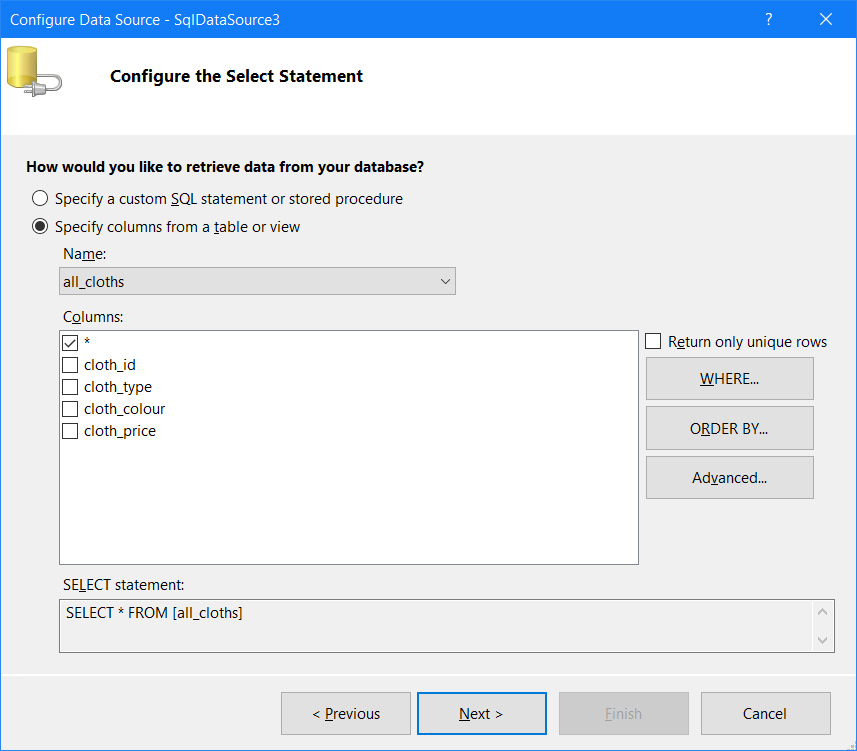 Configure Data Source - SqlDataSource3
?
Configure the Select Statement
How would you like to retrieve data from your database?
Specify a custom SQL statement or stored procedure
Specify columns from a table or view
Name:
all_cloths
Columns:
*
Return only unique rows
cloth_id
cloth_type
cloth_colour
cloth_price
WHERE...
ORDER BY...
Advanced...
SELECT statement:
SELECT * FROM [all_cloths]
< Previous
Next >
Finish
Cancel